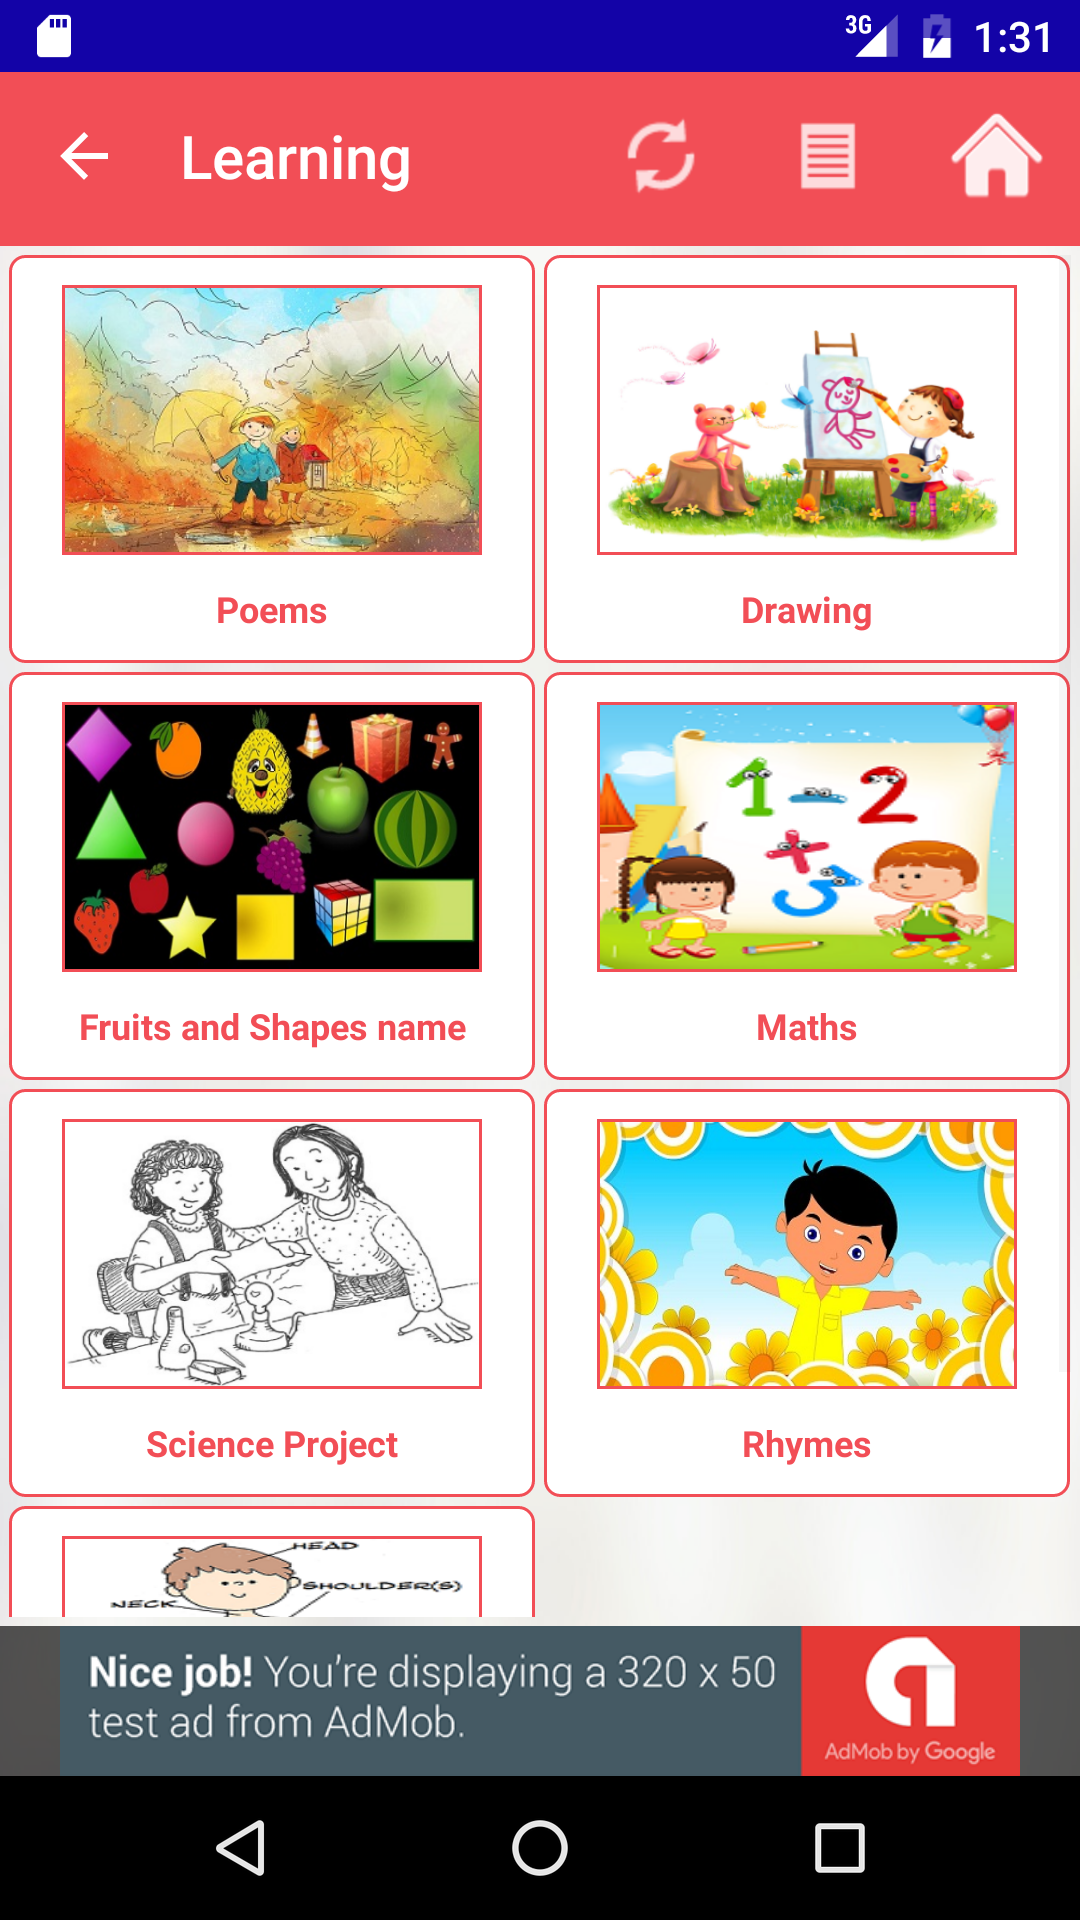 3G 1:31
Learning
Poems
Drawing
Fruits and Shapes name
1 2
3
Maths
Science Project
Rhymes
HEAD
SHOULDER(S)
NECK
Nice job! You're displaying a 320 x 50
test ad from AdMob.
AdMob by Google